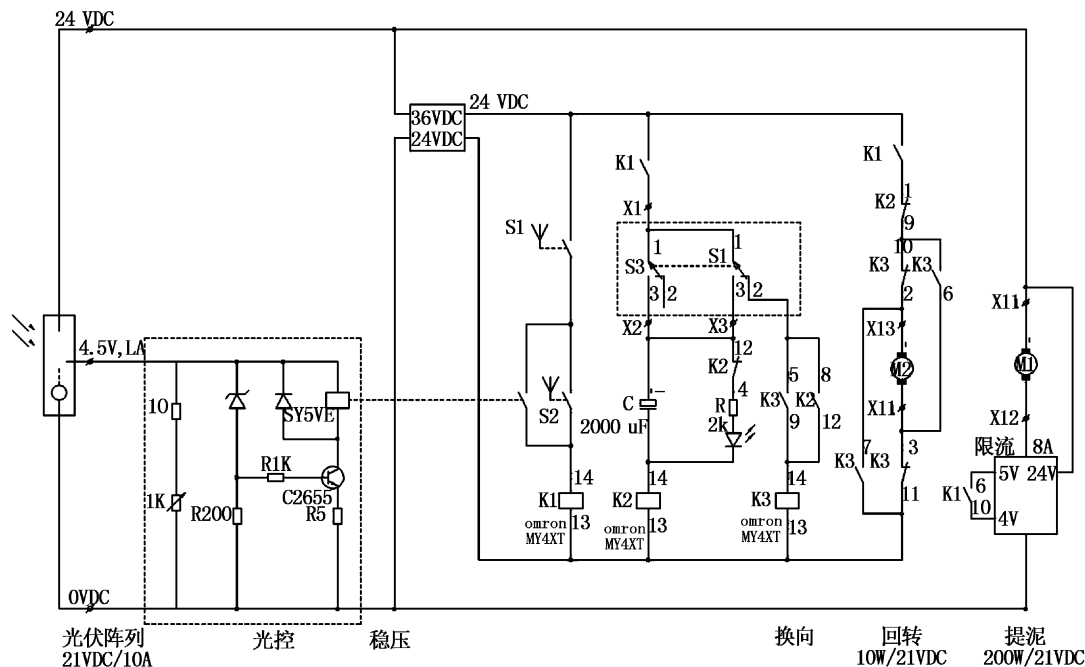 24 VDC
36VDC
24VDC
24 VDC
K1
K1
X1
1
K2
9
S1
1
1
S3
S1
3
2
3
2
10
K3
K3
2
6
X11
X2
X3
X13
4.5V,LA
12
K2
M2
M1
5
8
10
SY5VE
S2
C
2000 uF
4
R
2k
K3
K2
9
12
X11
X12
限流
8A
R1K
C2655
7
3
K3
K3
5V
24V
1K
R200
R5
14
K1
omron
MY4XT
13
14
K2
omron
MY4XT
13
14
K3
omron
MY4XT
13
11
K1
6
10
4V
0VDC
光伏阵列
21VDC/10A
光控
稳压
换向
回转
10W/21VDC
提泥
200W/21VDC